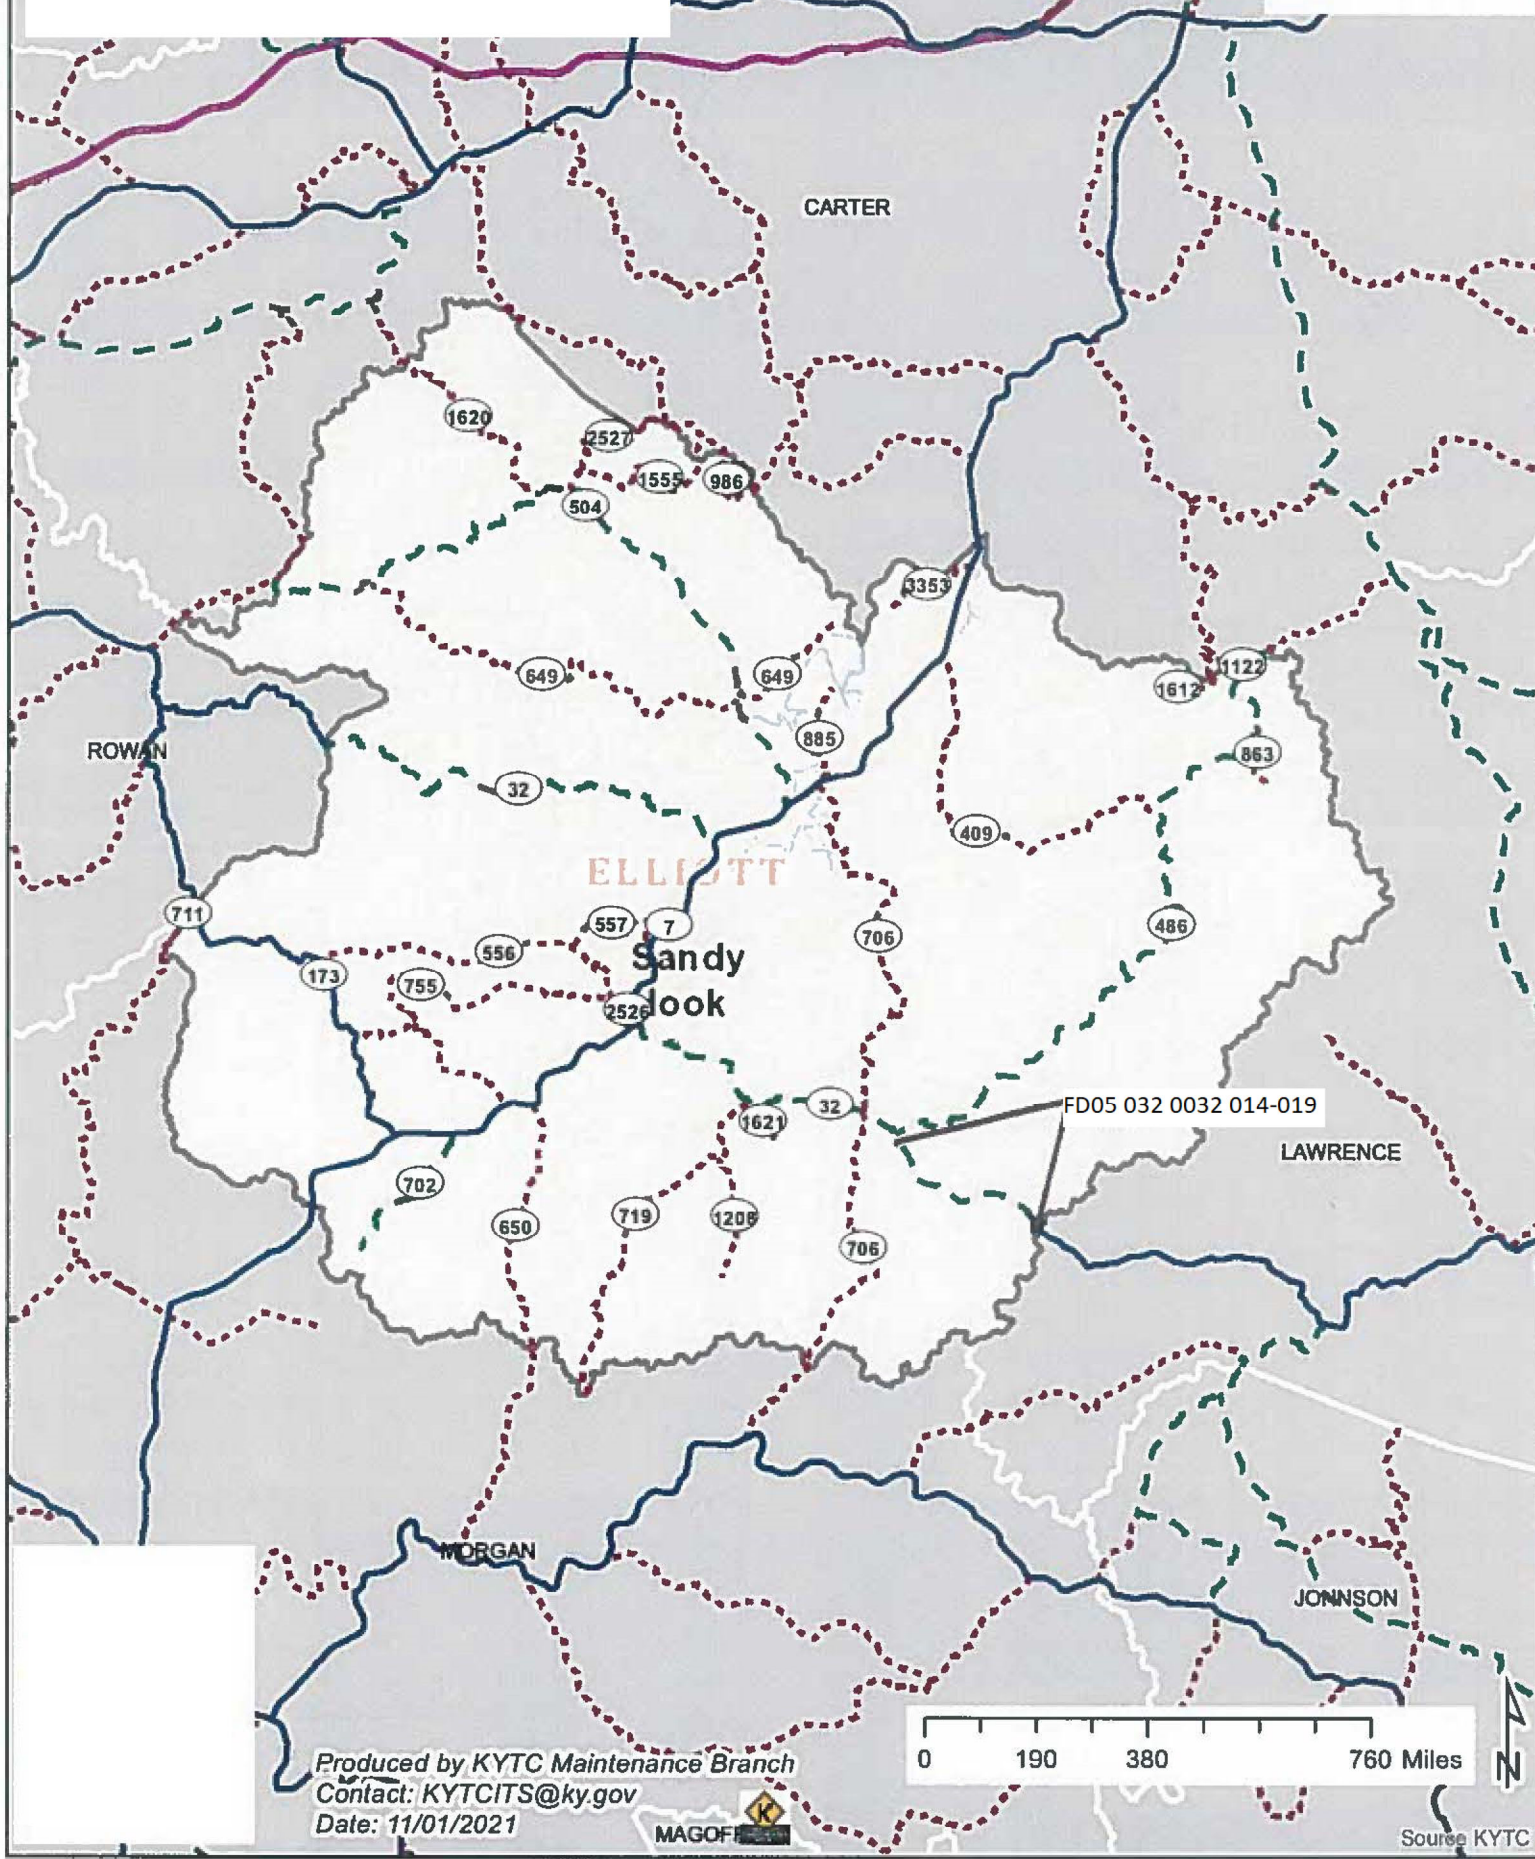 CARTER
1620
2527
1555
986
504
3353
649
649
1122
1612
885
863
ROWAN
32
409
ELLIOTT
711
557
7
706
486
556
Sandy
173
755
2526
Hook
32
FD05 032 0032 014-019
1621
LAWRENCE
702
719
1208
650
706
MORGAN
JOHNSON
0 190 380 760 Miles
N
Produced by KYTC Maintenance Branch
Contact: KYTCITS@ky.gov
Date: 11/01/2021
K
MAGOFF
Source KYTC